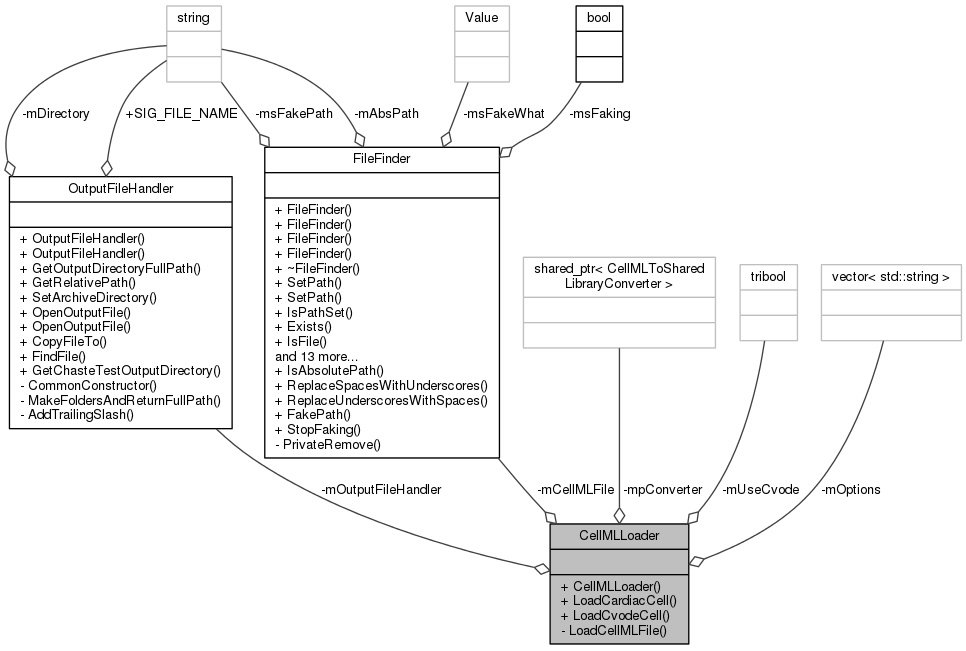 string
Value
bool
-mDirectory
+SIG_FILE_NAME
-msFakePath
-mAbsPath
-msFakeWhat
-msFaking
FileFinder
+ FileFinder()
+ FileFinder()
+ FileFinder()
+ FileFinder()
+ ~FileFinder()
+ SetPath()
+ SetPath()
+ IsPathSet()
+ Exists()
+ IsFile()
and 13 more...
+ IsAbsolutePath()
+ ReplaceSpacesWithUnderscores()
+ ReplaceUnderscoresWithSpaces()
+ FakePath()
+ StopFaking()
- PrivateRemove()
OutputFileHandler
+ OutputFileHandler()
+ OutputFileHandler()
+ GetOutputDirectoryFullPath()
+ GetRelativePath()
+ SetArchiveDirectory()
+ OpenOutputFile()
+ OpenOutputFile()
+ CopyFileTo()
+ FindFile()
+ GetChasteTestOutputDirectory()
- CommonConstructor()
- MakeFoldersAndReturnFullPath()
- AddTrailingSlash()
shared_ptr< CellMLToShared
LibraryConverter >
tribool
vector< std::string >
-mOutputFileHandler
-mCellMLFile
-mpConverter
-mUseCvode
-mOptions
CellMLLoader
+ CellMLLoader()
+ LoadCardiacCell()
+ LoadCvodeCell()
- LoadCellMLFile()